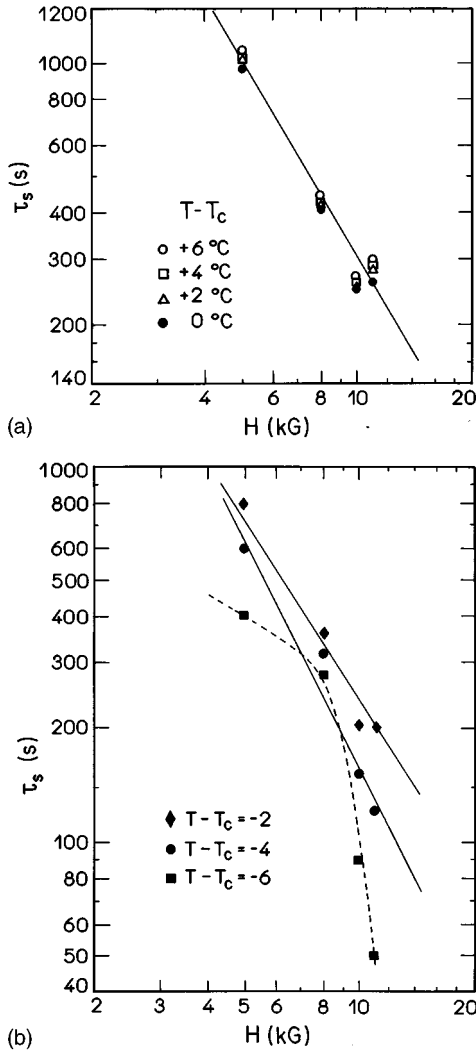 1200
1000
800
600
400
300
200
140
τs (s)
T-Tc
+6 °C
+4 °C
+2 °C
0 °C
2 4 6 8 10 20
H (kG)
(a)
1000
800
600
500
400
300
200
100
80
60
50
40
τs (s)
T-Tc=-2
T-Tc=-4
T-Tc=-6
2 3 4 5 6 8 10 20
H (kG)
(b)